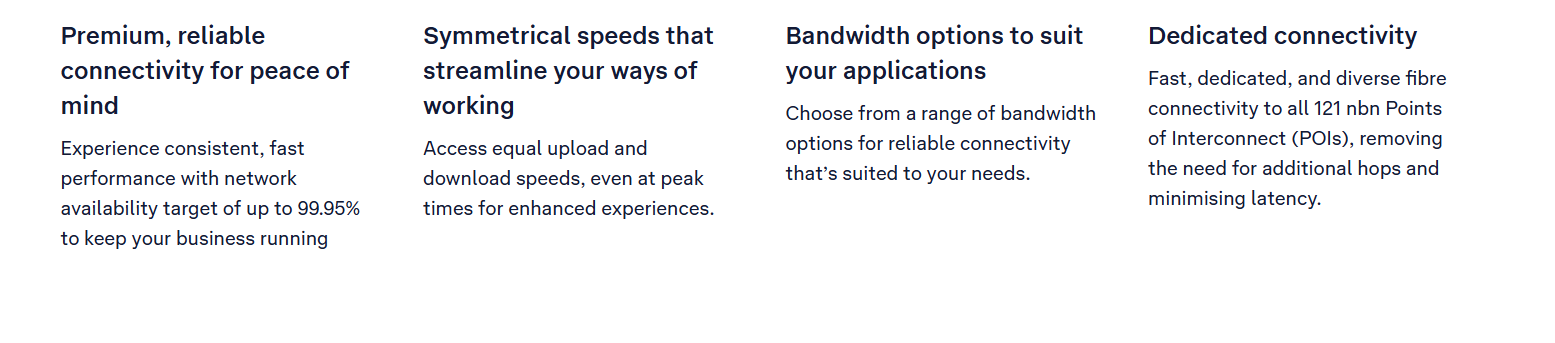 Premium, reliable
connectivity for peace of
mind
Experience consistent, fast
performance with network
availability target of up to 99.95%
to keep your business running
Symmetrical speeds that
streamline your ways of
working
Access equal upload and
download speeds, even at peak
times for enhanced experiences.
Bandwidth options to suit
your applications
Choose from a range of bandwidth
options for reliable connectivity
that’s suited to your needs.
Dedicated connectivity
Fast, dedicated, and diverse fibre
connectivity to all 121 nbn Points
of Interconnect (POIs), removing
the need for additional hops and
minimising latency.